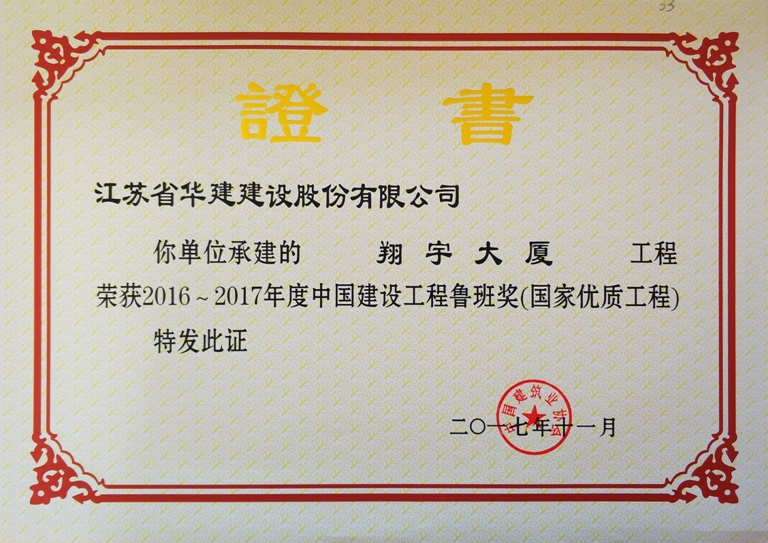 33
證書
江苏省华建建设股份有限公司
你单位承建的 翔宇大厦 工程
荣获2016~2017年度中国建设工程鲁班奖(国家优质工程)
特发此证
中国建筑业协会
二〇一七年十一月